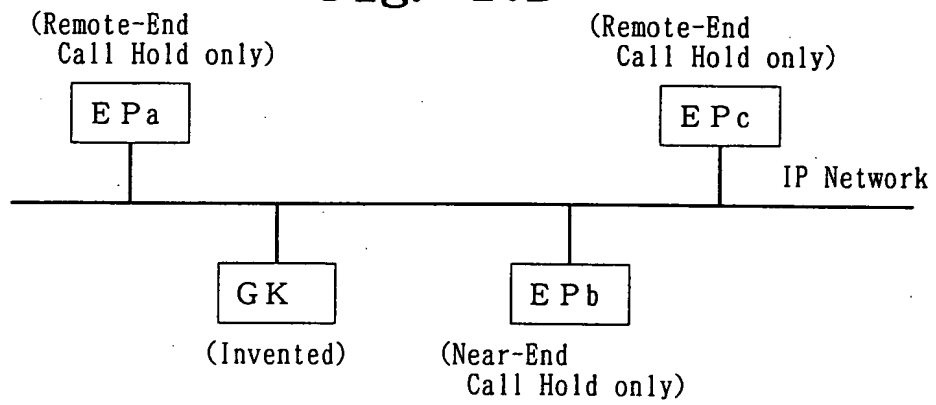 (Remote-End
Call Hold only)
EPa
(Remote-End
Call Hold only)
EPc
IP Network
GK
(Invented)
EPb
(Near-End
Call Hold only)